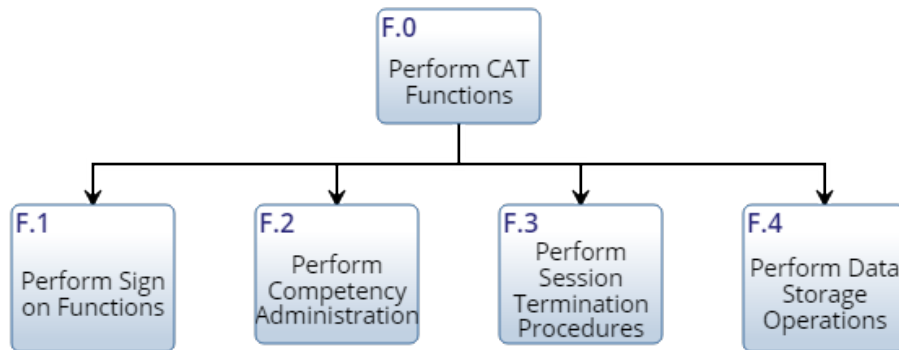 F.0
Perform CAT
Functions
F.1
Perform Sign
on Functions
F.2
Perform
Competency
Administration
F.3
Perform
Session
Termination
Procedures
F.4
Perform Data
Storage
Operations